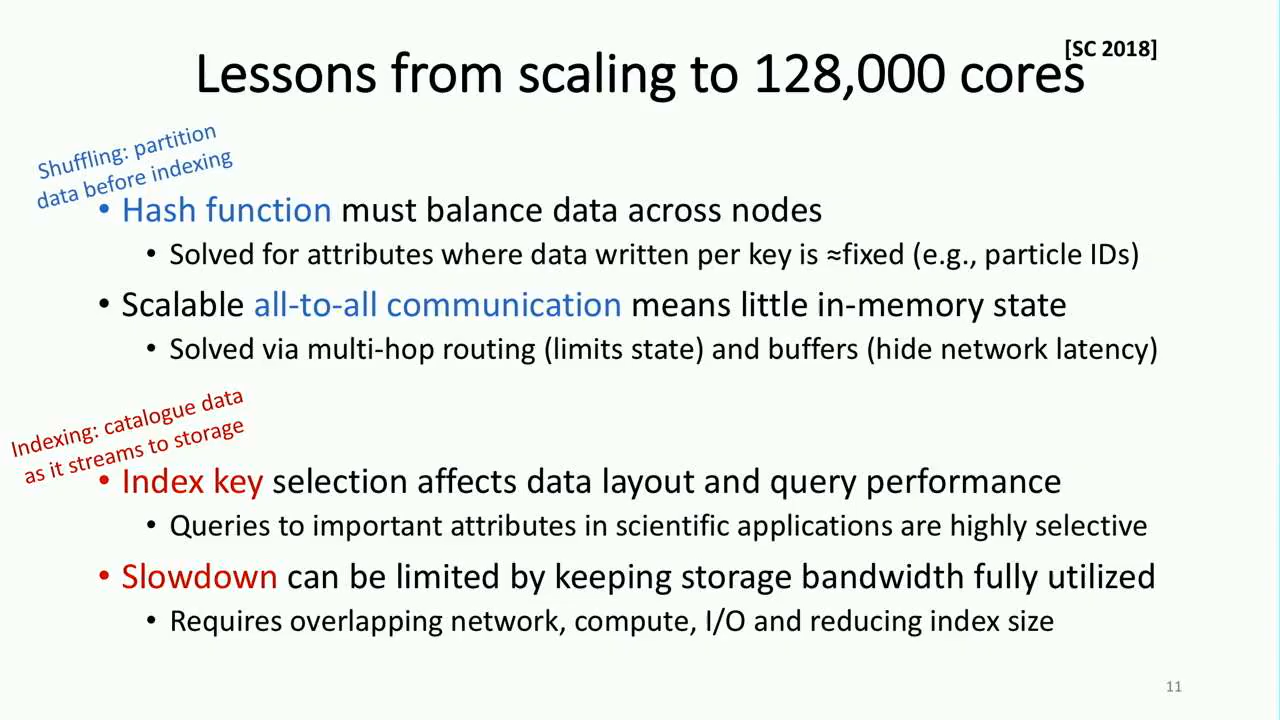 [SC 2018]
Lessons from scaling to 128,000 cores
Shuffling: partition
data before indexing
• Hash function must balance data across nodes
• Solved for attributes where data written per key is ≈fixed (e.g., particle IDs)
• Scalable all-to-all communication means little in-memory state
• Solved via multi-hop routing (limits state) and buffers (hide network latency)
Indexing: catalogue data
as it streams to storage
• Index key selection affects data layout and query performance
• Queries to important attributes in scientific applications are highly selective
• Slowdown can be limited by keeping storage bandwidth fully utilized
• Requires overlapping network, compute, I/O and reducing index size
11